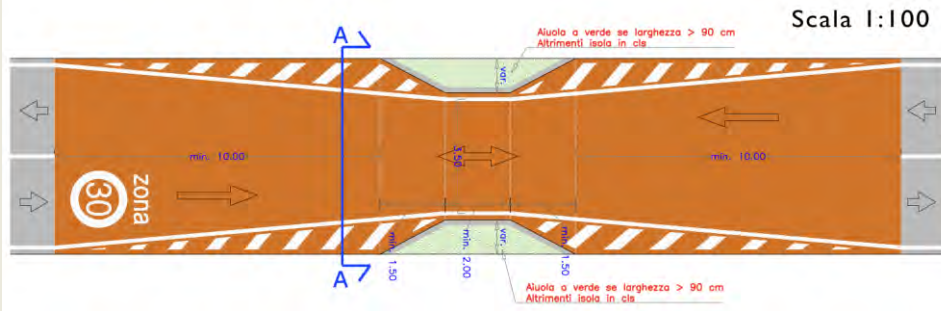 Scala 1:100
A
Aiuola a verde se larghezza > 90 cm
Altrimenti isola in cls
var.
min. 10.00
3.50
min. 10.00
zona
30
min. 1.50
min. 2.00
var.
min. 1.50
A
Aiuola a verde se larghezza > 90 cm
Altrimenti isola in cls